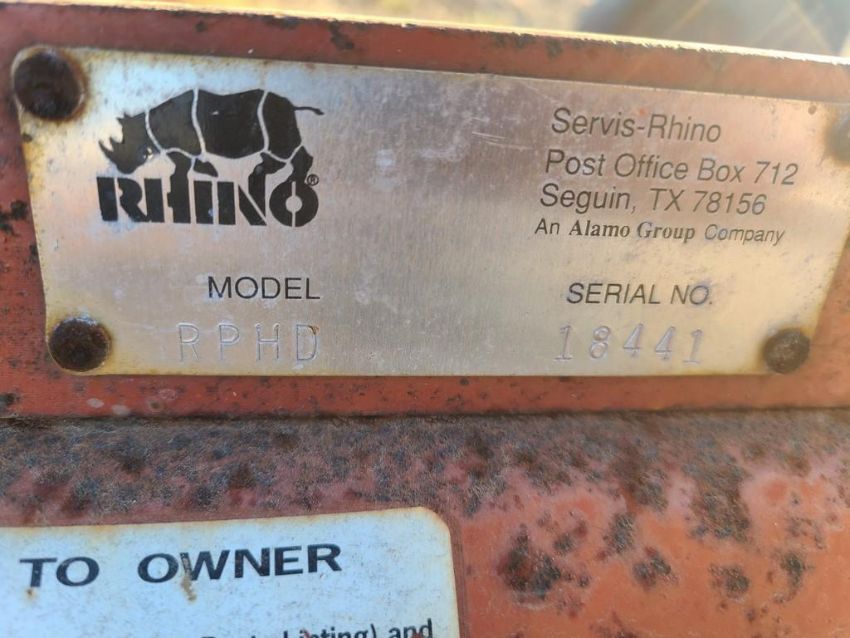 RHINO®
Servis-Rhino
Post Office Box 712
Seguin, TX 78156
An Alamo Group Company
MODEL
RPHD
SERIAL NO.
18441
TO OWNER
and